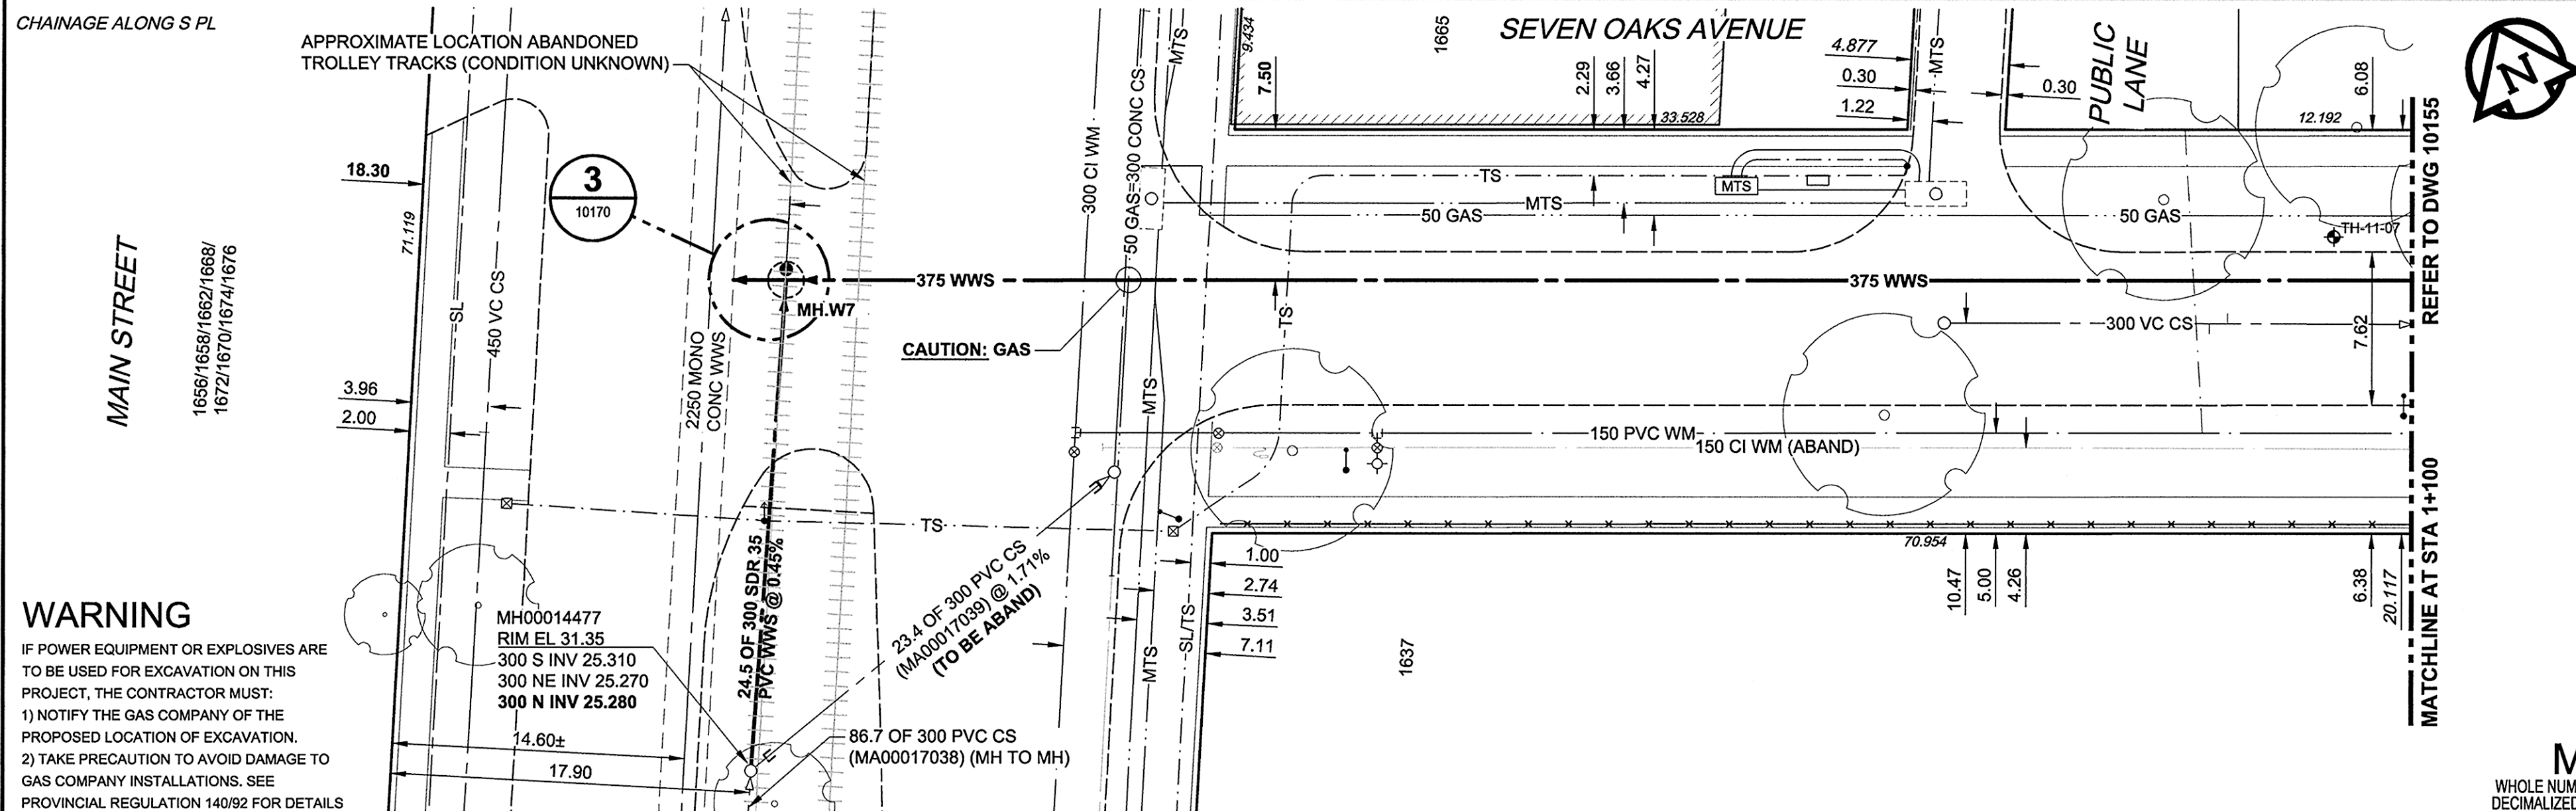 CHAINAGE ALONG S PL
APPROXIMATE LOCATION ABANDONED
TROLLEY TRACKS (CONDITION UNKNOWN)
SEVEN OAKS AVENUE
PUBLIC
LANE
MAIN STREET
1656/1658/1662/1668/
1672/1670/1674/1676
18.30
71.119
3.96
2.00
3
10170
SL
450 VC CS
2250 MONO
CONC WWS
MH.W7
375 WWS
375 WWS
CAUTION: GAS
300 CI WM
50 GAS
300 CONC CS
MTS
MTS
MTS
9.434
7.50
1665
2.29
3.66
4.27
33.528
4.877
0.30
1.22
MTS
0.30
6.08
12.192
TS
MTS
MTS
50 GAS
50 GAS
TH-11-07
TS
300 VC CS
7.62
150 PVC WM
150 CI WM (ABAND)
TS
70.954
1.00
2.74
3.51
7.11
SL/TS
1637
10.47
5.00
4.26
6.38
20.117
REFER TO DWG 10155
MATCHLINE AT STA 1+100
N
24.5 OF 300 SDR 35
PVC WWS @ 0.45%
23.4 OF 300 PVC CS
(MA00017039) @ 1.71%
(TO BE ABAND)
MH00014477
RIM EL 31.35
300 S INV 25.310
300 NE INV 25.270
300 N INV 25.280
86.7 OF 300 PVC CS
(MA00017038) (MH TO MH)
14.60±
17.90
WARNING
IF POWER EQUIPMENT OR EXPLOSIVES ARE
TO BE USED FOR EXCAVATION ON THIS
PROJECT, THE CONTRACTOR MUST:
1) NOTIFY THE GAS COMPANY OF THE
PROPOSED LOCATION OF EXCAVATION.
2) TAKE PRECAUTION TO AVOID DAMAGE TO
GAS COMPANY INSTALLATIONS. SEE
PROVINCIAL REGULATION 140/92 FOR DETAILS
M
WHOLE NUM
DECIMALIZED